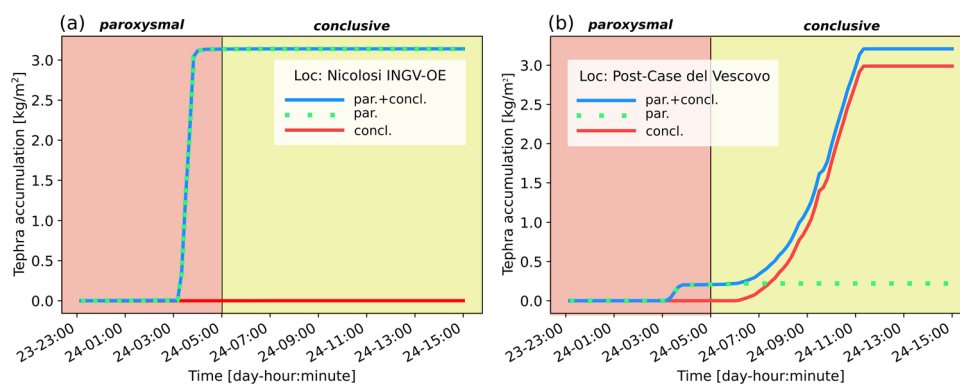 (a)
paroxysmal
conclusive
Tephra accumulation [kg/m²]
3.0
2.5
2.0
1.5
1.0
0.5
0.0
Loc: Nicolosi INGV-OE
par.+concl.
par.
concl.
23-23:00
24-01:00
24-03:00
24-05:00
24-07:00
24-09:00
24-11:00
24-13:00
24-15:00
Time [day-hour:minute]
(b)
paroxysmal
conclusive
Tephra accumulation [kg/m²]
3.0
2.5
2.0
1.5
1.0
0.5
0.0
Loc: Post-Case del Vescovo
par.+concl.
par.
concl.
23-23:00
24-01:00
24-03:00
24-05:00
24-07:00
24-09:00
24-11:00
24-13:00
24-15:00
Time [day-hour:minute]